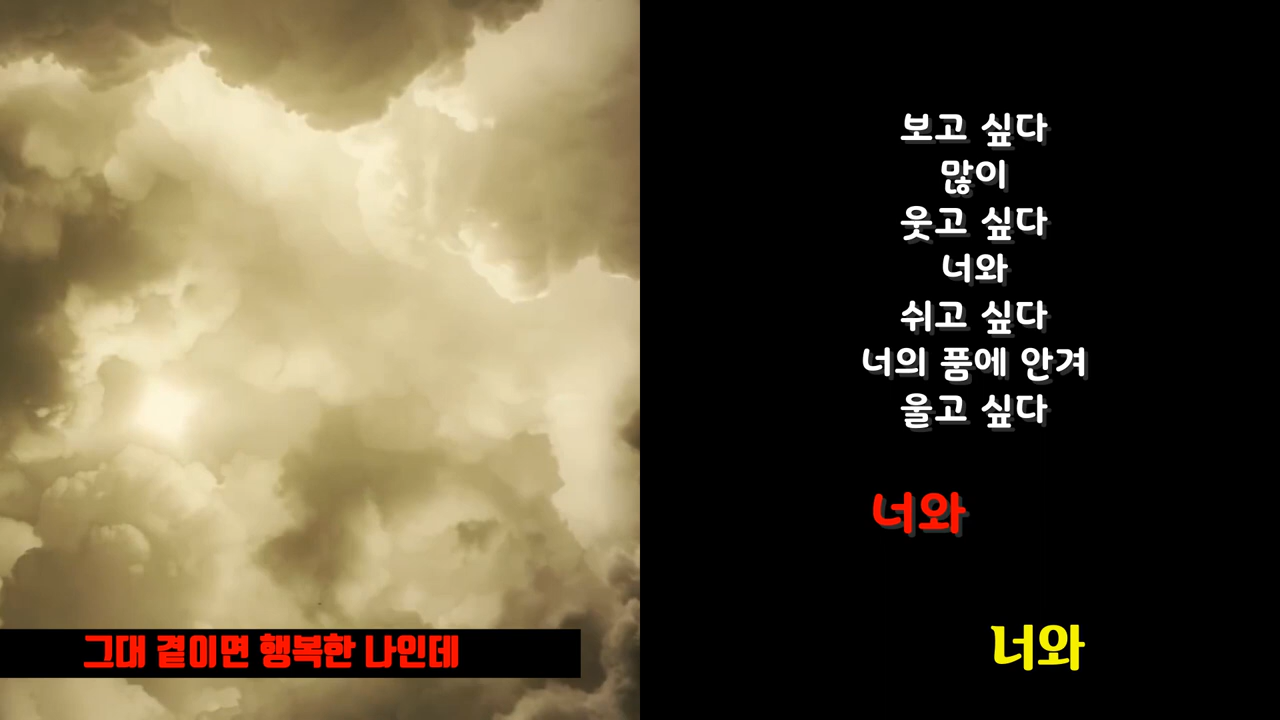 그대 곁이면 행복한 나인데
보고 싶다
많이
웃고 싶다
너와
쉬고 싶다
너의 품에 안겨
울고 싶다
너와
너와